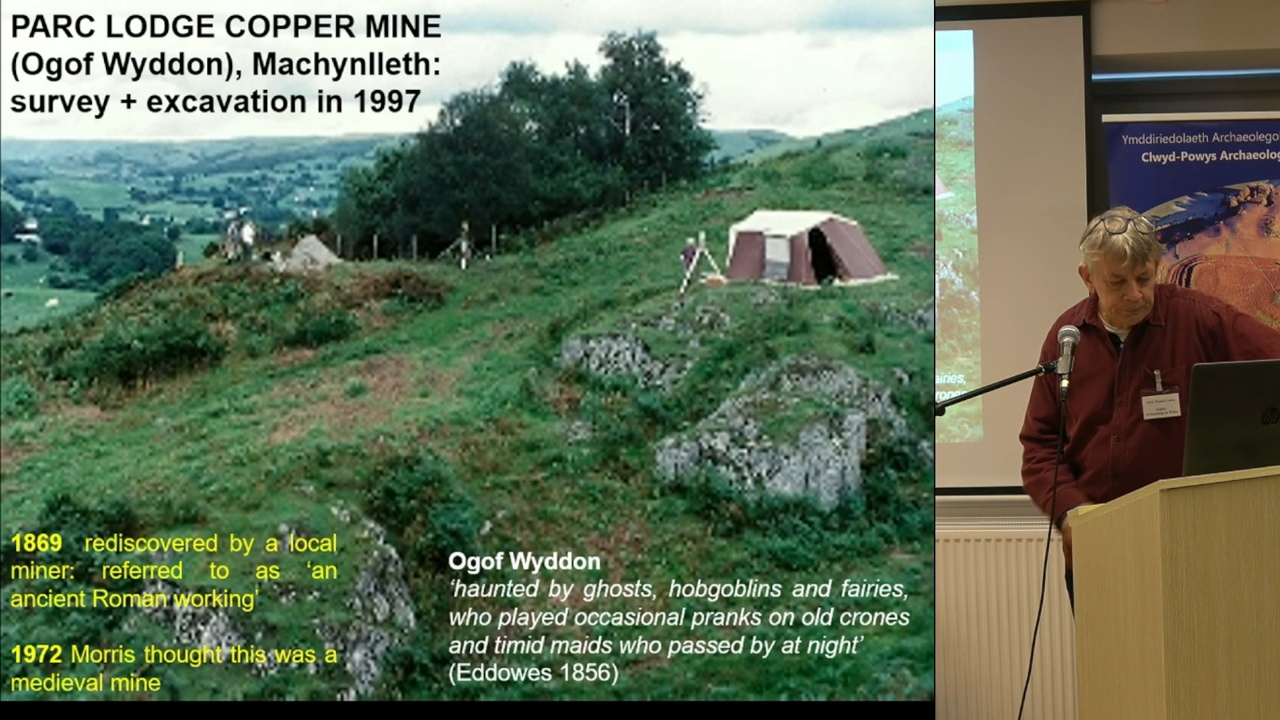 PARC LODGE COPPER MINE
(Ogof Wyddon), Machynlleth:
survey + excavation in 1997
1869 rediscovered by a local
miner: referred to as ‘an
ancient Roman working’
1972 Morris thought this was a
medieval mine
Ogof Wyddon
‘haunted by ghosts, hobgoblins and fairies,
who played occasional pranks on old crones
and timid maids who passed by at night’
(Eddowes 1856)
Ymddiriedolaeth Archaeolego
Clwyd-Powys Archaeolog
airies,
rones